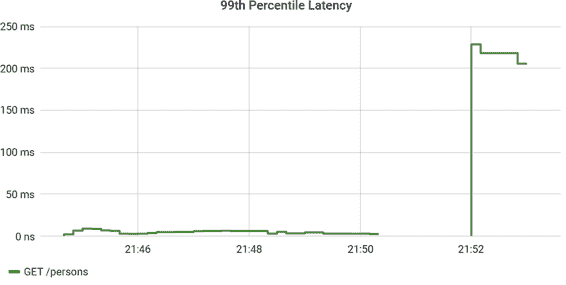 99th Percentile Latency
250 ms
200 ms
150 ms
100 ms
50 ms
0 ns
21:46 21:48 21:50 21:52
GET /persons